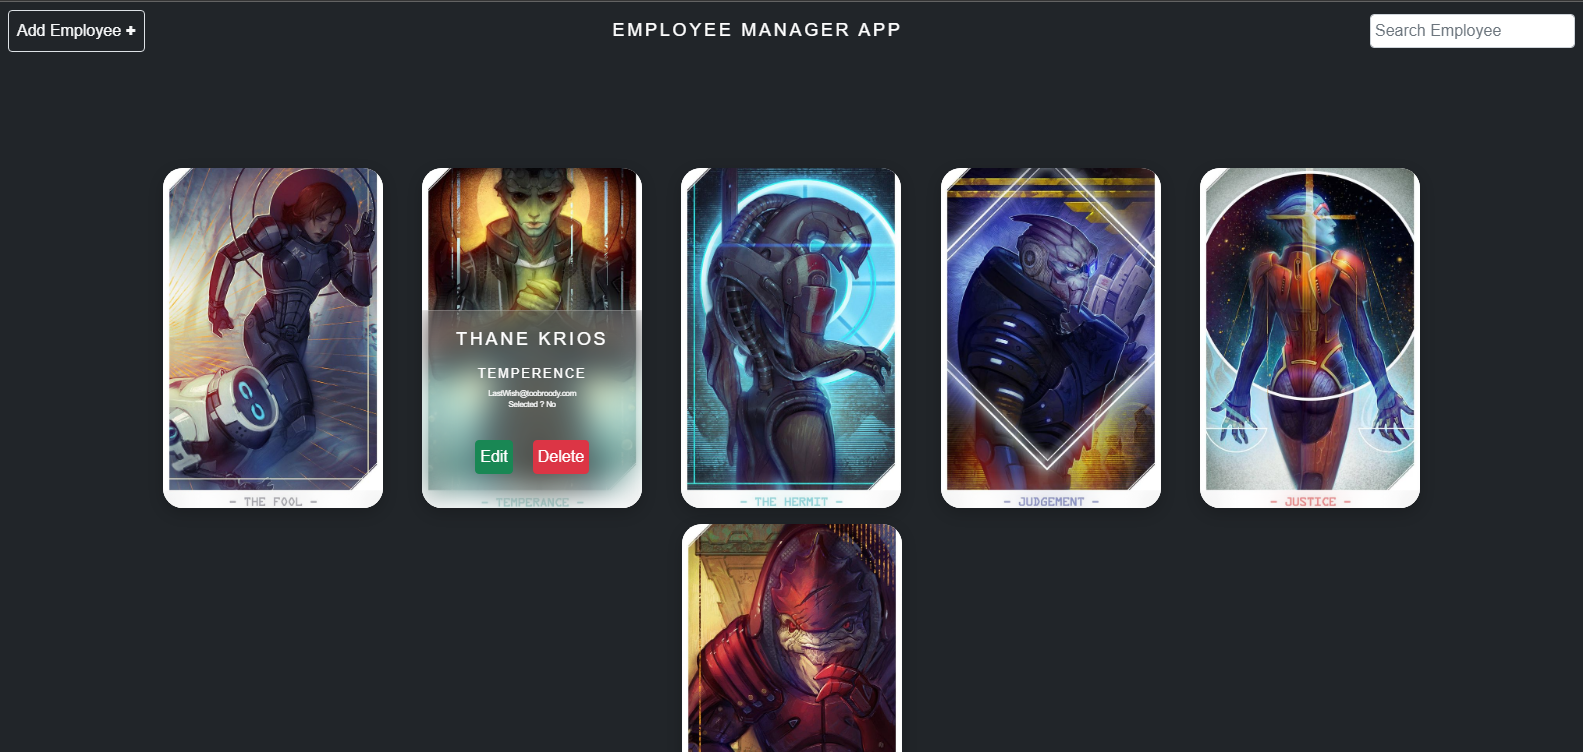 Add Employee +
EMPLOYEE MANAGER APP
Search Employee
THANE KRIOS
TEMPERENCE
LastWish@toobroody.com
Selected ? No
Edit
Delete
- THE FOOL -
- TEMPERANCE -
- THE HERMIT -
- JUDGEMENT -
- JUSTICE -